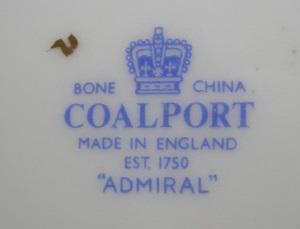 BONE CHINA
COALPORT
MADE IN ENGLAND
EST. 1750
"ADMIRAL"